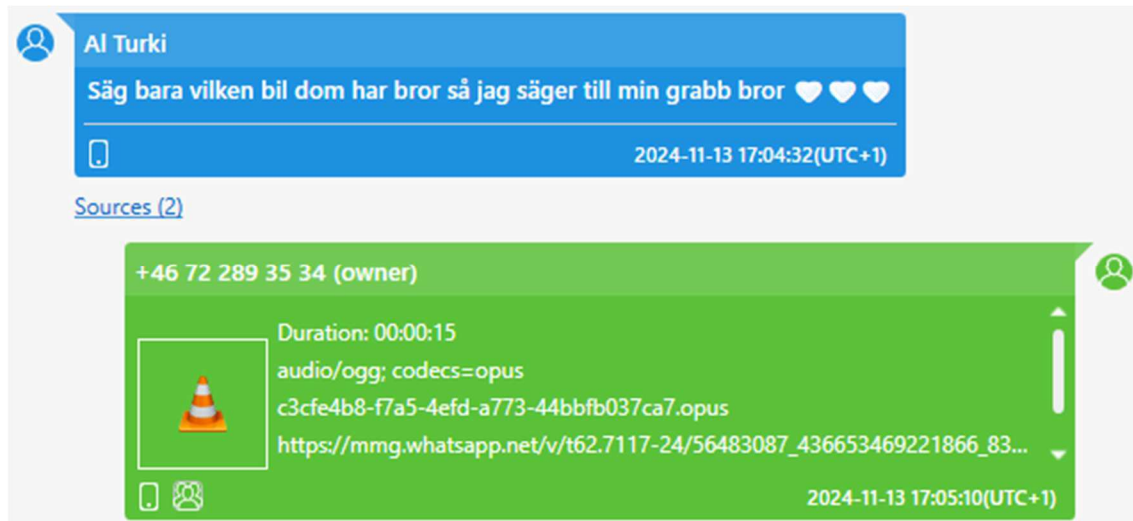 Al Turki
Säg bara vilken bil dom har bror så jag säger till min grabb bror 🤍🤍🤍
2024-11-13 17:04:32(UTC+1)
Sources (2)
+46 72 289 35 34 (owner)
Duration: 00:00:15
audio/ogg; codecs=opus
c3cfe4b8-f7a5-4efd-a773-44bbfb037ca7.opus
https://mmg.whatsapp.net/v/t62.7117-24/56483087_436653469221866_83...
2024-11-13 17:05:10(UTC+1)